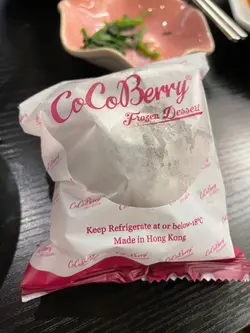 CoCoBerry®
Frozen Dessert
Keep Refrigerate at or below-18°C
Made in Hong Kong